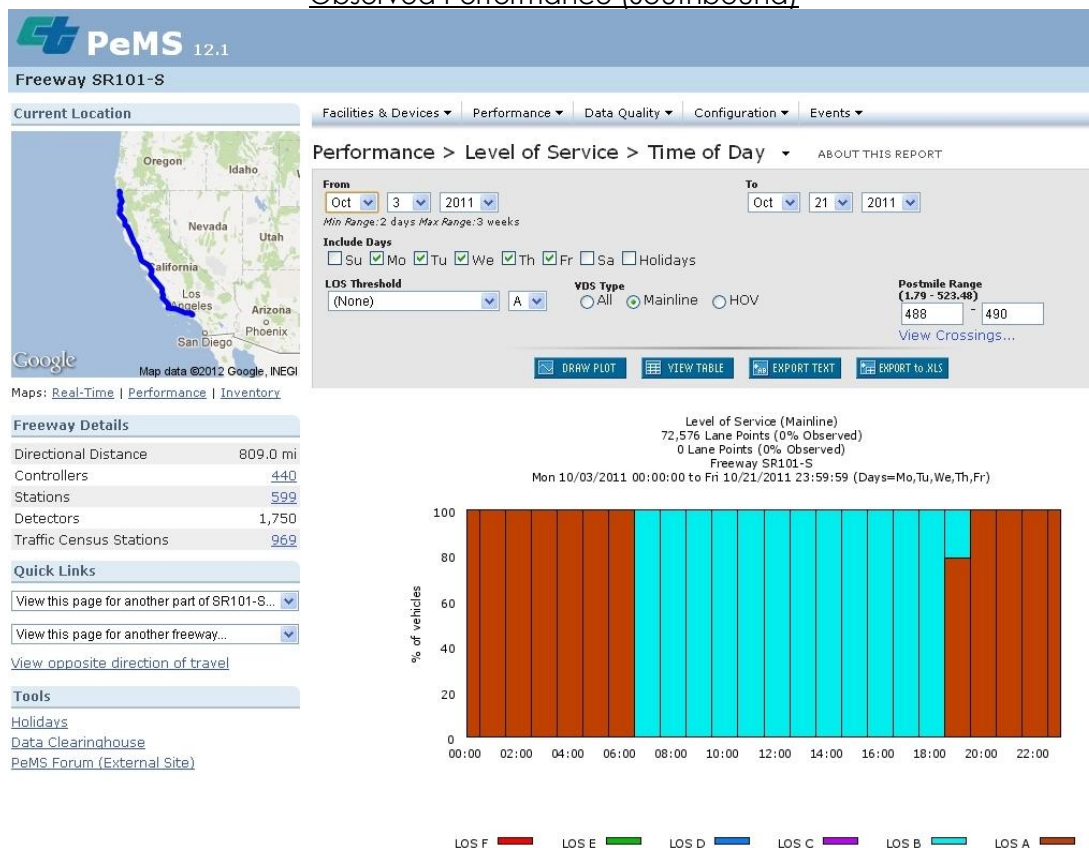 Observed Performance (Southbound)
PeMS 12.1
Freeway SR101-S
Current Location
Oregon
Idaho
Nevada
Utah
California
Los Angeles
Arizona
Phoenix
San Diego
Google
Map data ©2012 Google, INEGI
Maps: Real-Time | Performance | Inventory
Freeway Details
Directional Distance 809.0 mi
Controllers 440
Stations 599
Detectors 1,750
Traffic Census Stations 969
Quick Links
View this page for another part of SR101-S...
View this page for another freeway...
View opposite direction of travel
Tools
Holidays
Data Clearinghouse
PeMS Forum (External Site)
Facilities & Devices Performance Data Quality Configuration Events
Performance > Level of Service > Time of Day ABOUT THIS REPORT
From To
Oct 3 2011 Oct 21 2011
Min Range:2 days Max Range:3 weeks
Include Days
Su Mo Tu We Th Fr Sa Holidays
LOS Threshold VDS Type Postmile Range
(1.79 - 523.48)
(None) A All Mainline HOV 488 - 490
View Crossings...
DRAW PLOT VIEW TABLE EXPORT TEXT EXPORT to .XLS
Level of Service (Mainline)
72,576 Lane Points (0% Observed)
0 Lane Points (0% Observed)
Freeway SR101-S
Mon 10/03/2011 00:00:00 to Fri 10/21/2011 23:59:59 (Days=Mo,Tu,We,Th,Fr)
100
80
60
40
20
0
% of vehicles
00:00 02:00 04:00 06:00 08:00 10:00 12:00 14:00 16:00 18:00 20:00 22:00
LOS F LOS E LOS D LOS C LOS B LOS A